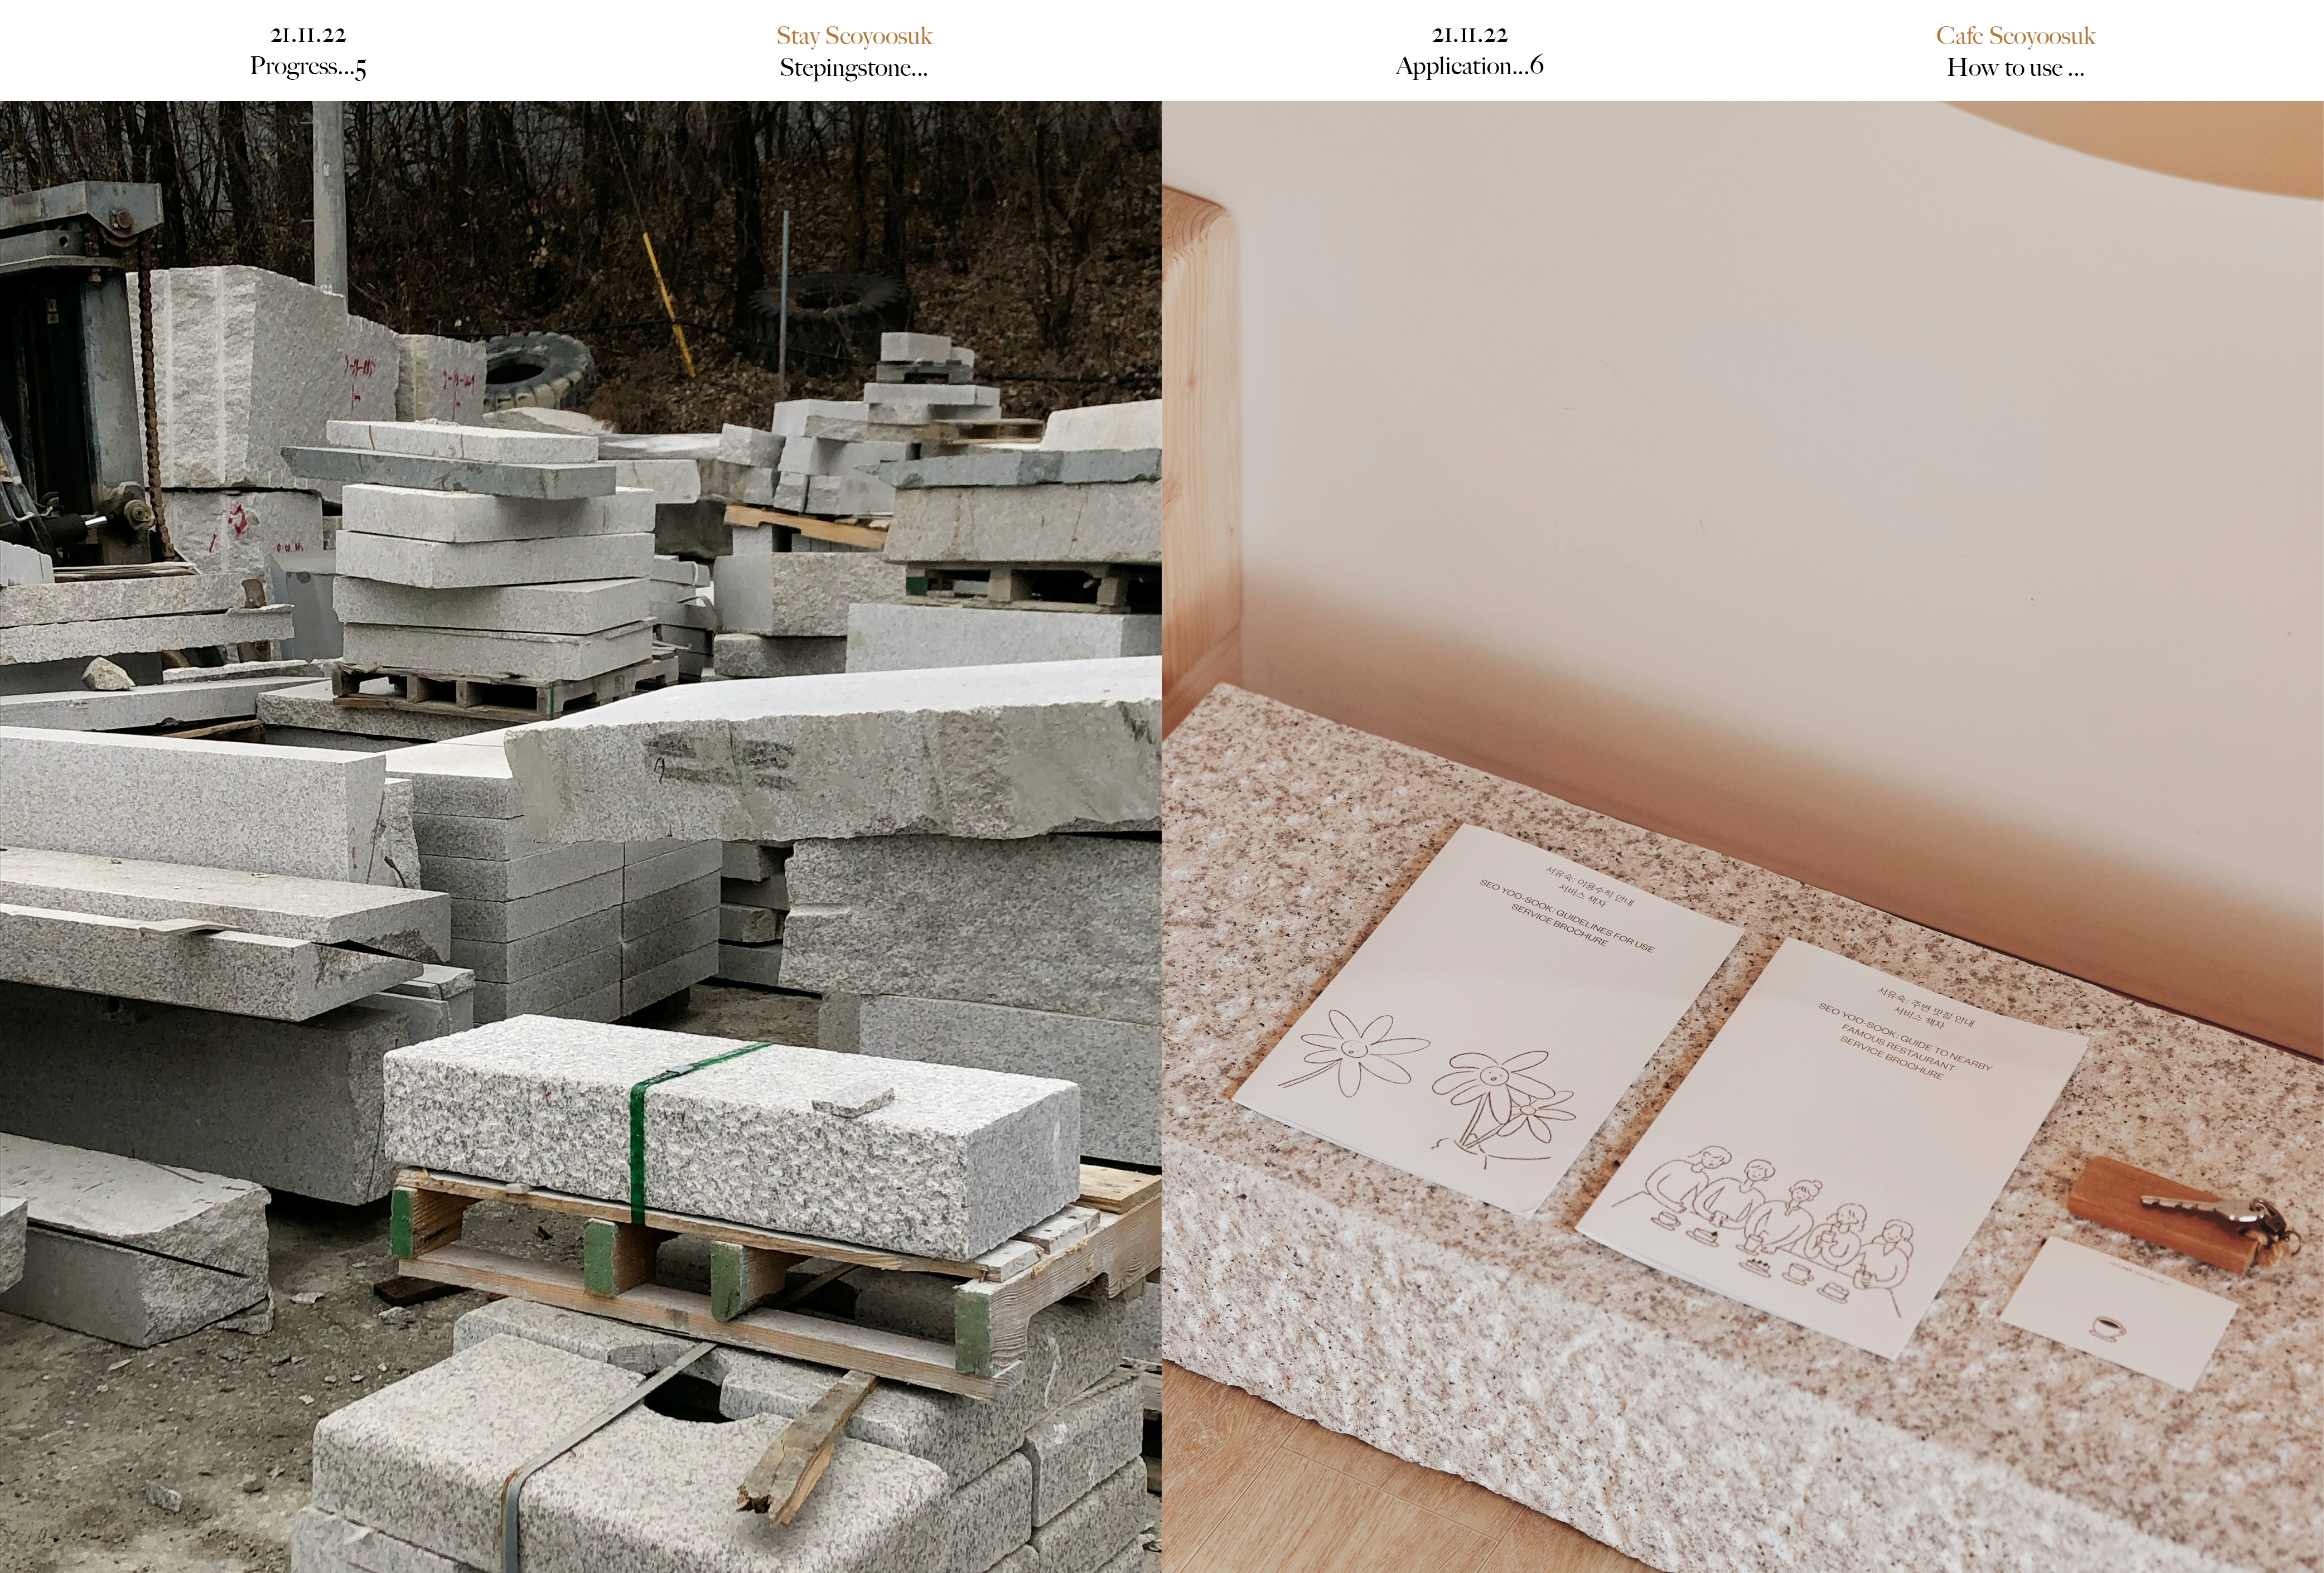 21.11.22
Progress...5
Stay Seoyoosuk
Stepingstone...
21.11.22
Application...6
Cafe Seoyoosuk
How to use ...
서유숙: 이용수칙 안내
서비스 책자
SEO YOO-SOOK: GUIDELINES FOR USE
SERVICE BROCHURE
서유숙: 주변 맛집 안내
서비스 책자
SEO YOO-SOOK: GUIDE TO NEARBY
FAMOUS RESTAURANT
SERVICE BROCHURE